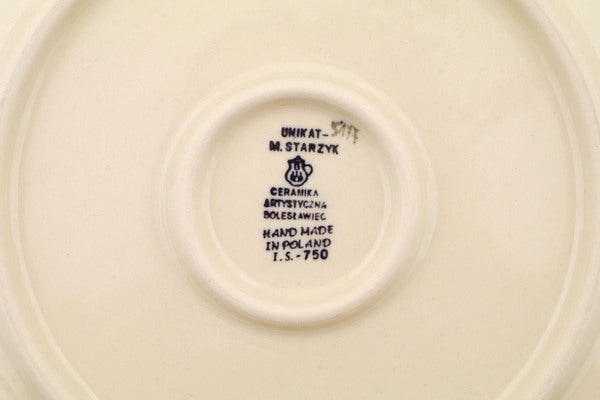 UNIKAT-
M. STARZYK
CERAMIKA
ARTYSTYCZNA
BOLESŁAWIEC
HAND MADE
IN POLAND
I.S.-750